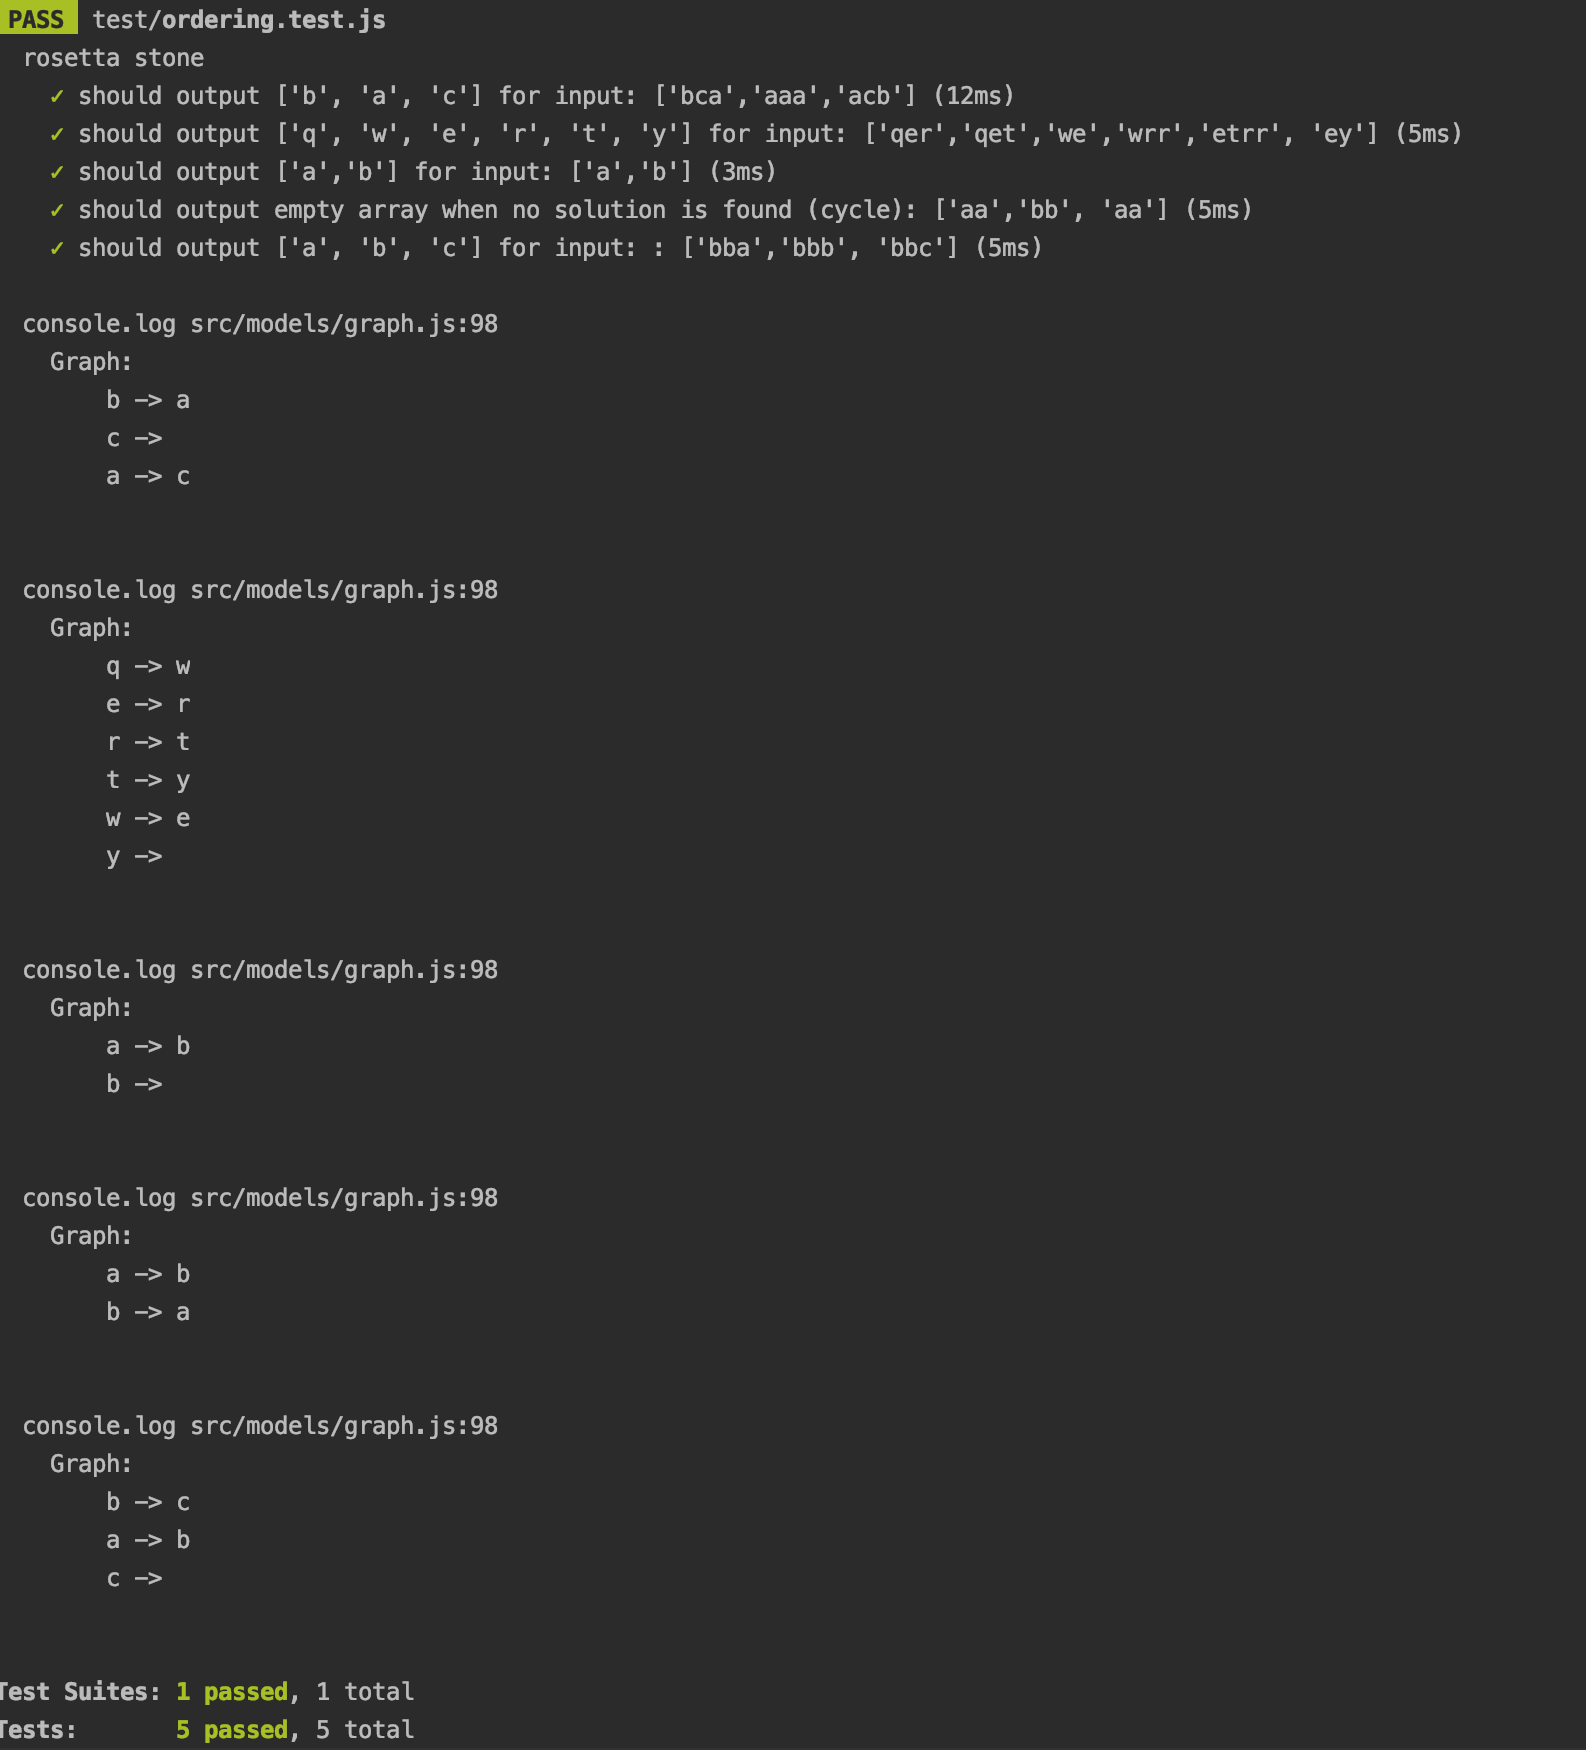 PASS test/ordering.test.js
rosetta stone
✓ should output ['b', 'a', 'c'] for input: ['bca','aaa','acb'] (12ms)
✓ should output ['q', 'w', 'e', 'r', 't', 'y'] for input: ['qer','qet','we','wrr','etrr', 'ey'] (5ms)
✓ should output ['a','b'] for input: ['a','b'] (3ms)
✓ should output empty array when no solution is found (cycle): ['aa','bb', 'aa'] (5ms)
✓ should output ['a', 'b', 'c'] for input: : ['bba','bbb', 'bbc'] (5ms)
console.log src/models/graph.js:98
Graph:
b -> a
c ->
a -> c
console.log src/models/graph.js:98
Graph:
q -> w
e -> r
r -> t
t -> y
w -> e
y ->
console.log src/models/graph.js:98
Graph:
a -> b
b ->
console.log src/models/graph.js:98
Graph:
a -> b
b -> a
console.log src/models/graph.js:98
Graph:
b -> c
a -> b
c ->
Test Suites: 1 passed, 1 total
Tests: 5 passed, 5 total